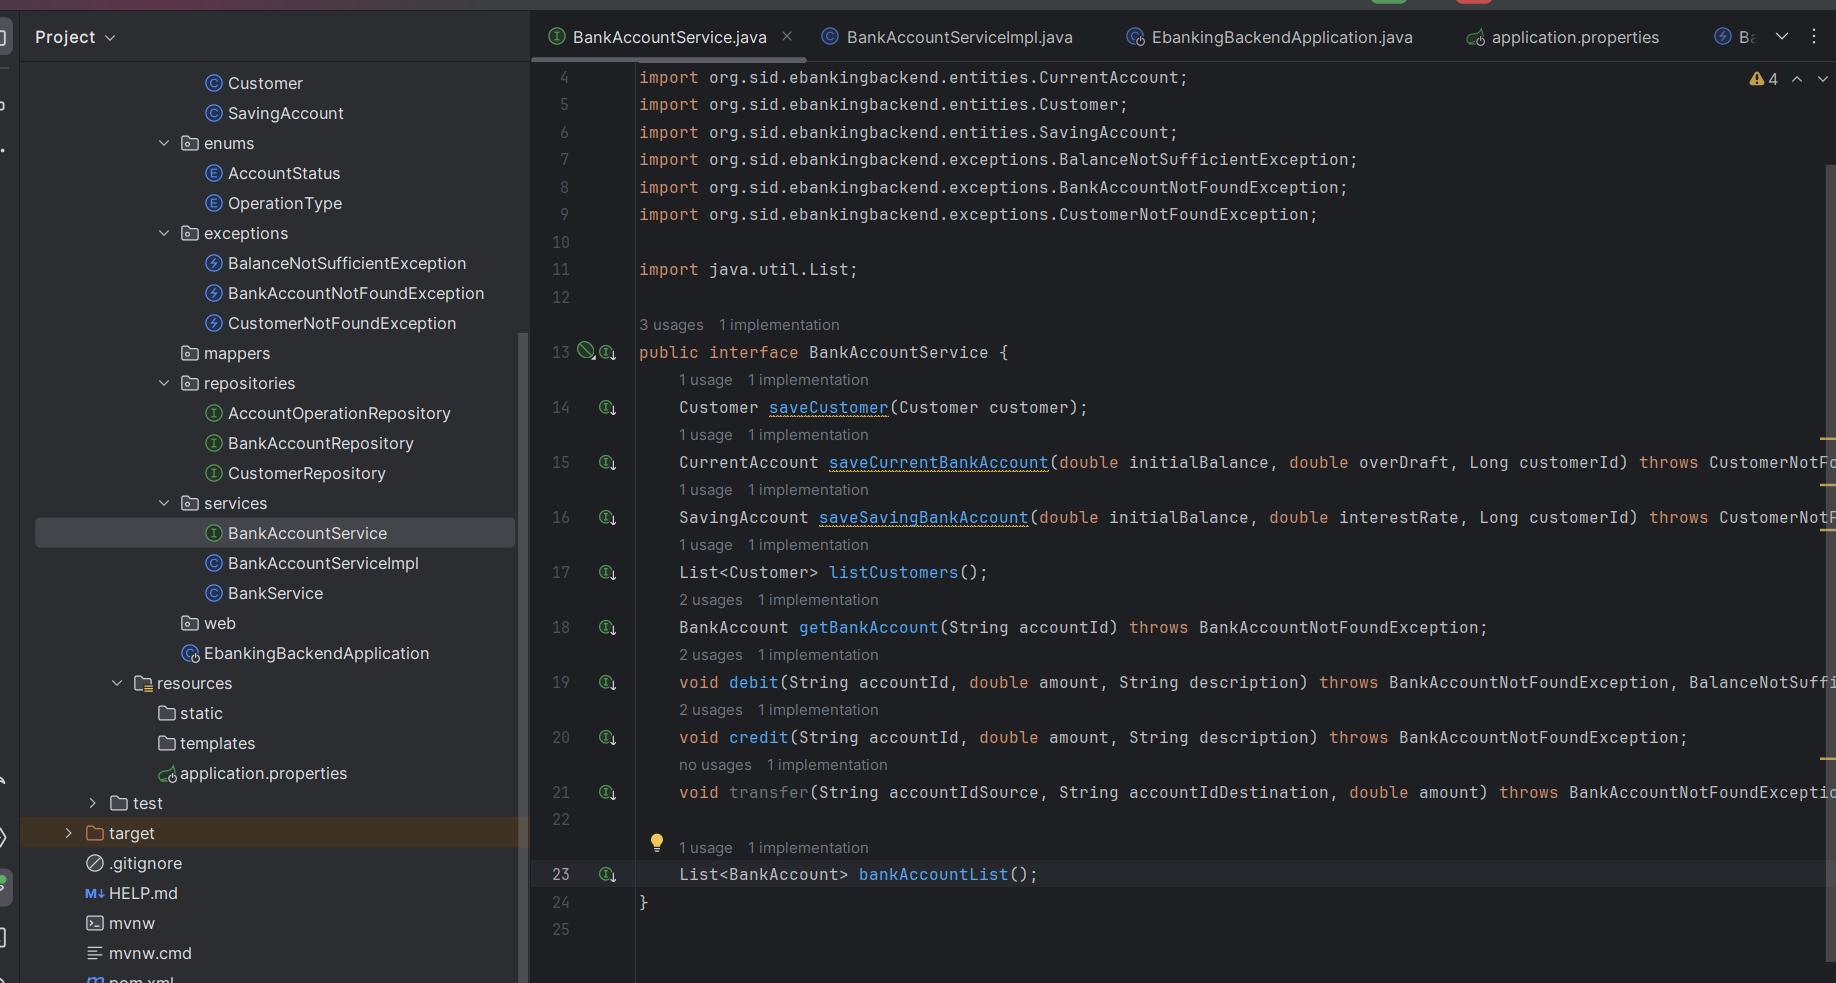 Project
Customer
SavingAccount
enums
AccountStatus
OperationType
exceptions
BalanceNotSufficientException
BankAccountNotFoundException
CustomerNotFoundException
mappers
repositories
AccountOperationRepository
BankAccountRepository
CustomerRepository
services
BankAccountService
BankAccountServiceImpl
BankService
web
EbankingBackendApplication
resources
static
templates
application.properties
test
target
.gitignore
HELP.md
mvnw
mvnw.cmd
pom.xml
BankAccountService.java
BankAccountServiceImpl.java
EbankingBackendApplication.java
application.properties
Ba
4
4 import org.sid.ebankingbackend.entities.CurrentAccount;
5 import org.sid.ebankingbackend.entities.Customer;
6 import org.sid.ebankingbackend.entities.SavingAccount;
7 import org.sid.ebankingbackend.exceptions.BalanceNotSufficientException;
8 import org.sid.ebankingbackend.exceptions.BankAccountNotFoundException;
9 import org.sid.ebankingbackend.exceptions.CustomerNotFoundException;
10
11 import java.util.List;
12
3 usages 1 implementation
13 public interface BankAccountService {
1 usage 1 implementation
14 Customer saveCustomer(Customer customer);
1 usage 1 implementation
15 CurrentAccount saveCurrentBankAccount(double initialBalance, double overDraft, Long customerId) throws CustomerNotFo
1 usage 1 implementation
16 SavingAccount saveSavingBankAccount(double initialBalance, double interestRate, Long customerId) throws CustomerNotF
1 usage 1 implementation
17 List<Customer> listCustomers();
2 usages 1 implementation
18 BankAccount getBankAccount(String accountId) throws BankAccountNotFoundException;
2 usages 1 implementation
19 void debit(String accountId, double amount, String description) throws BankAccountNotFoundException, BalanceNotSuffi
2 usages 1 implementation
20 void credit(String accountId, double amount, String description) throws BankAccountNotFoundException;
no usages 1 implementation
21 void transfer(String accountIdSource, String accountIdDestination, double amount) throws BankAccountNotFoundExceptio
22
1 usage 1 implementation
23 List<BankAccount> bankAccountList();
24 }
25